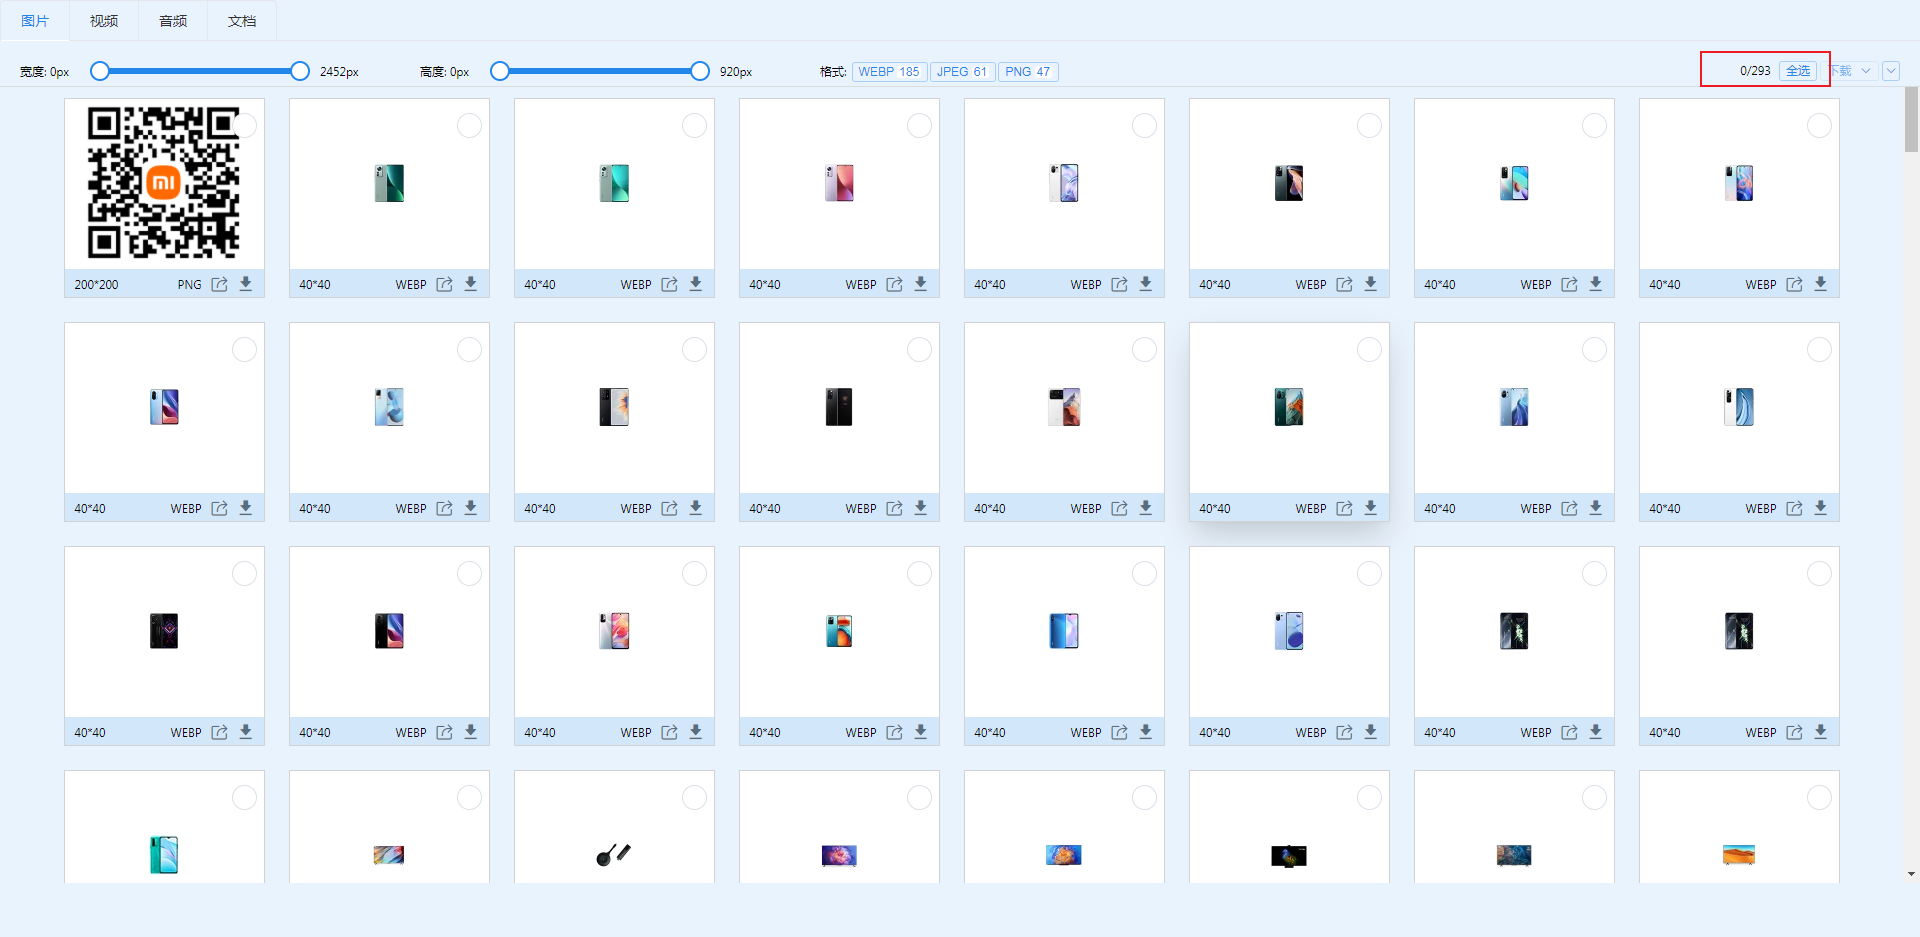 图片 视频 音频 文档
宽度: 0px 2452px 高度: 0px 920px 格式: WEBP 185 JPEG 61 PNG 47 0/293 全选 下载
200*200 PNG 40*40 WEBP 40*40 WEBP 40*40 WEBP 40*40 WEBP 40*40 WEBP 40*40 WEBP 40*40 WEBP
40*40 WEBP 40*40 WEBP 40*40 WEBP 40*40 WEBP 40*40 WEBP 40*40 WEBP 40*40 WEBP 40*40 WEBP
40*40 WEBP 40*40 WEBP 40*40 WEBP 40*40 WEBP 40*40 WEBP 40*40 WEBP 40*40 WEBP 40*40 WEBP